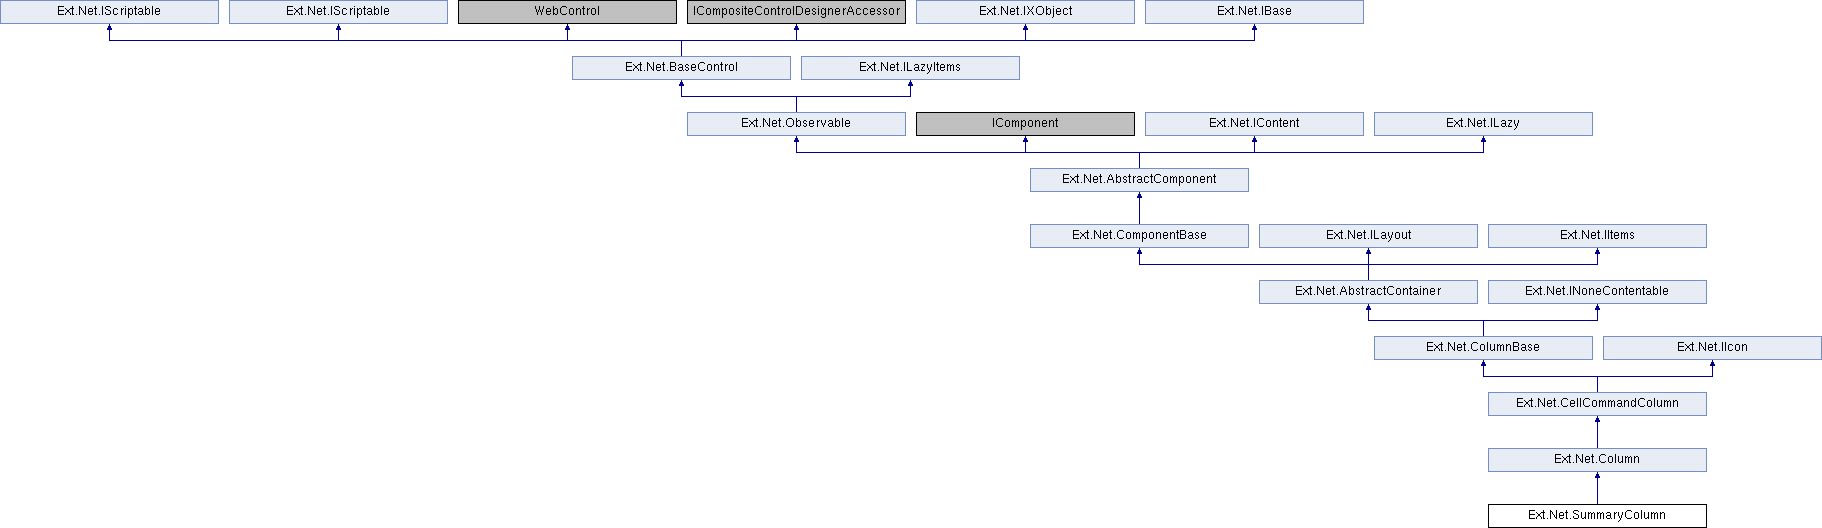 Ext.Net.IScriptable
Ext.Net.IScriptable
WebControl
ICompositeControlDesignerAccessor
Ext.Net.IXObject
Ext.Net.IBase
Ext.Net.BaseControl
Ext.Net.ILazyItems
Ext.Net.Observable
IComponent
Ext.Net.IContent
Ext.Net.ILazy
Ext.Net.AbstractComponent
Ext.Net.ComponentBase
Ext.Net.ILayout
Ext.Net.IItems
Ext.Net.AbstractContainer
Ext.Net.INoneContentable
Ext.Net.ColumnBase
Ext.Net.IIcon
Ext.Net.CellCommandColumn
Ext.Net.Column
Ext.Net.SummaryColumn